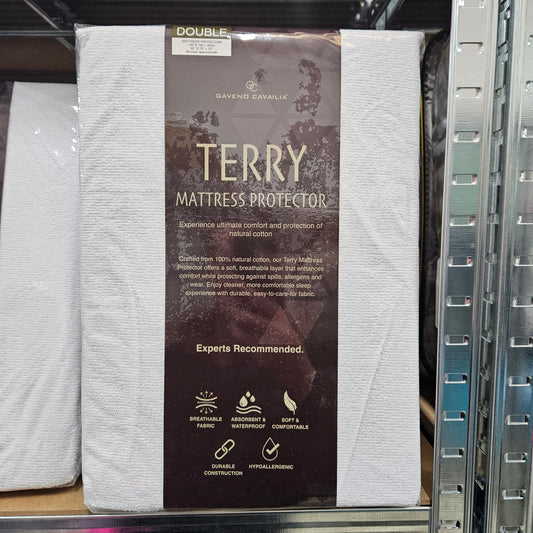 DOUBLE
MATTRESS PROTECTOR
GAVENO CAVAILIA
TERRY
MATTRESS PROTECTOR
Experience ultimate comfort and protection of
natural cotton
Crafted from 100% natural cotton, our Terry Mattress
Protector offers a soft, breathable layer that enhances
comfort while protecting against spills, allergens and
wear. Enjoy cleaner, more comfortable sleep
experience with durable, easy-to-care-for fabric.
Experts Recommended.
BREATHABLE
FABRIC
ABSORBENT &
WATERPROOF
SOFT &
COMFORTABLE
DURABLE
CONSTRUCTION
HYPOALLERGENIC